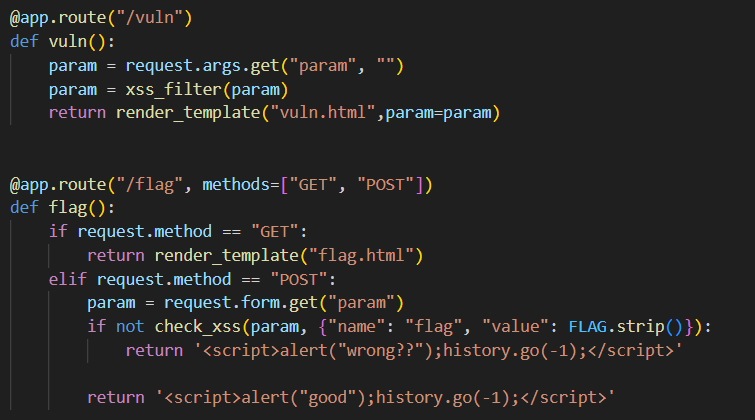 @app.route("/vuln")
def vuln():
    param = request.args.get("param", "")
    param = xss_filter(param)
    return render_template("vuln.html",param=param)
@app.route("/flag", methods=["GET", "POST"])
def flag():
    if request.method == "GET":
        return render_template("flag.html")
    elif request.method == "POST":
        param = request.form.get("param")
        if not check_xss(param, {"name": "flag", "value": FLAG.strip()}):
            return '<script>alert("wrong??");history.go(-1);</script>'
        return '<script>alert("good");history.go(-1);</script>'